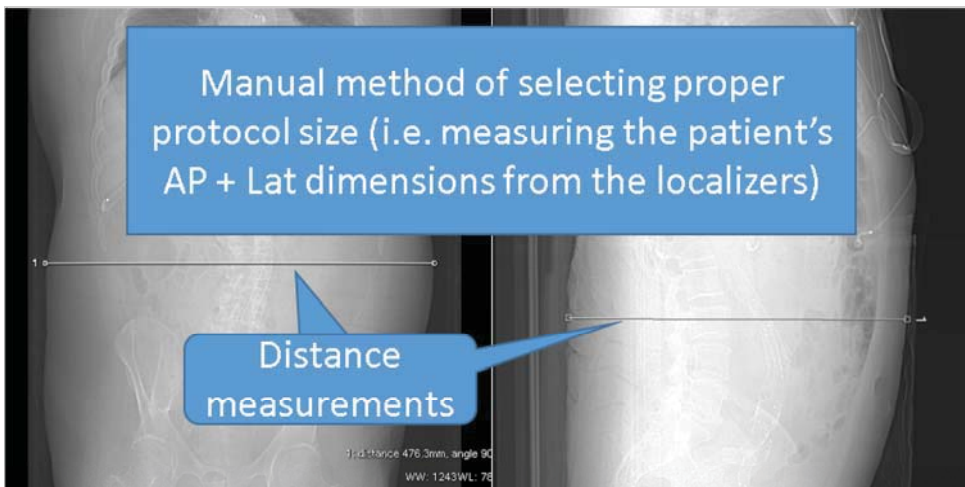 Manual method of selecting proper
protocol size (i.e. measuring the patient's
AP + Lat dimensions from the localizers)
1
1
Distance
measurements
1: distance 476.3mm, angle 90
WW: 1243WL: 78